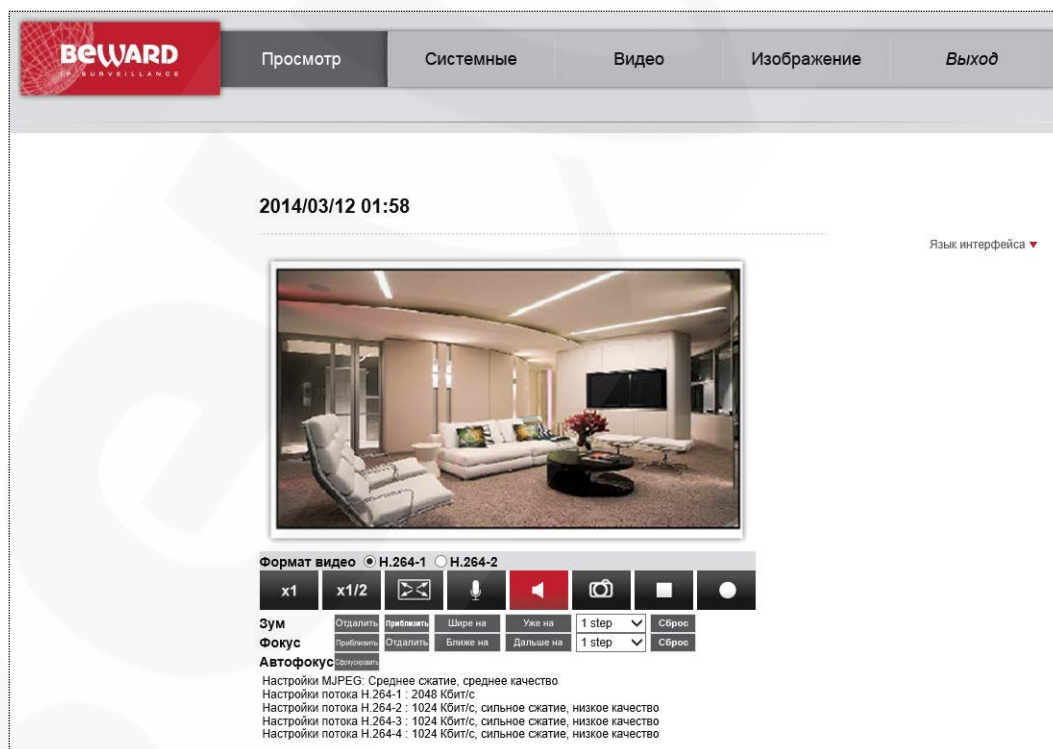 BEWARD
IP SURVEILLANCE
Просмотр Системные Видео Изображение Выход
2014/03/12 01:58
Язык интерфейса
Формат видео H.264-1 H.264-2
x1 x1/2
Зум Отдалить Приблизить Шире на Уже на 1 step Сброс
Фокус Приблизить Отдалить Ближе на Дальше на 1 step Сброс
Автофокус Сфокусировать
Настройки MJPEG: Среднее сжатие, среднее качество
Настройки потока H.264-1 : 2048 Кбит/с
Настройки потока H.264-2 : 1024 Кбит/с, сильное сжатие, низкое качество
Настройки потока H.264-3 : 1024 Кбит/с, сильное сжатие, низкое качество
Настройки потока H.264-4 : 1024 Кбит/с, сильное сжатие, низкое качество